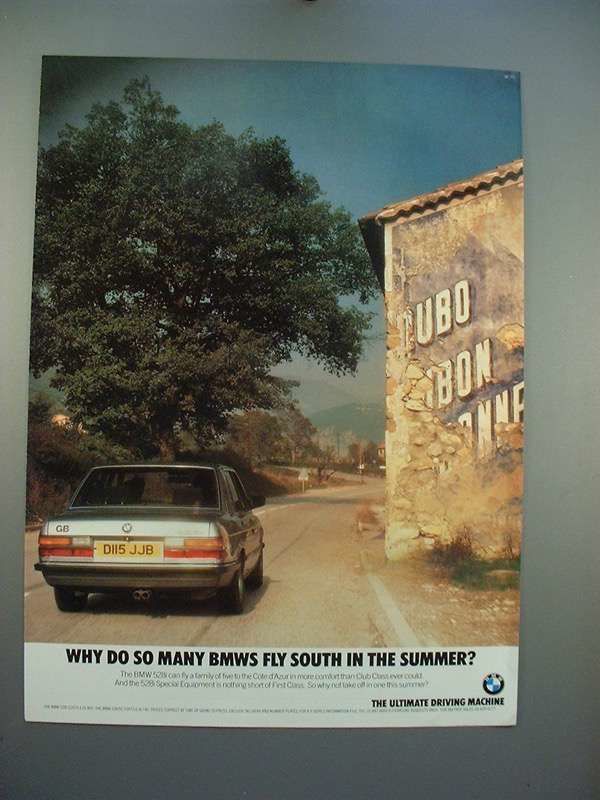 UBO
BON
ONNE
GB
D115 JJB
WHY DO SO MANY BMWS FLY SOUTH IN THE SUMMER?
The BMW 528i can fly a family of five to the Cote d'Azur in more comfort than Club Class ever could.
And the 528i Special Equipment is nothing short of First Class. So why not take off in one this summer?
THE ULTIMATE DRIVING MACHINE